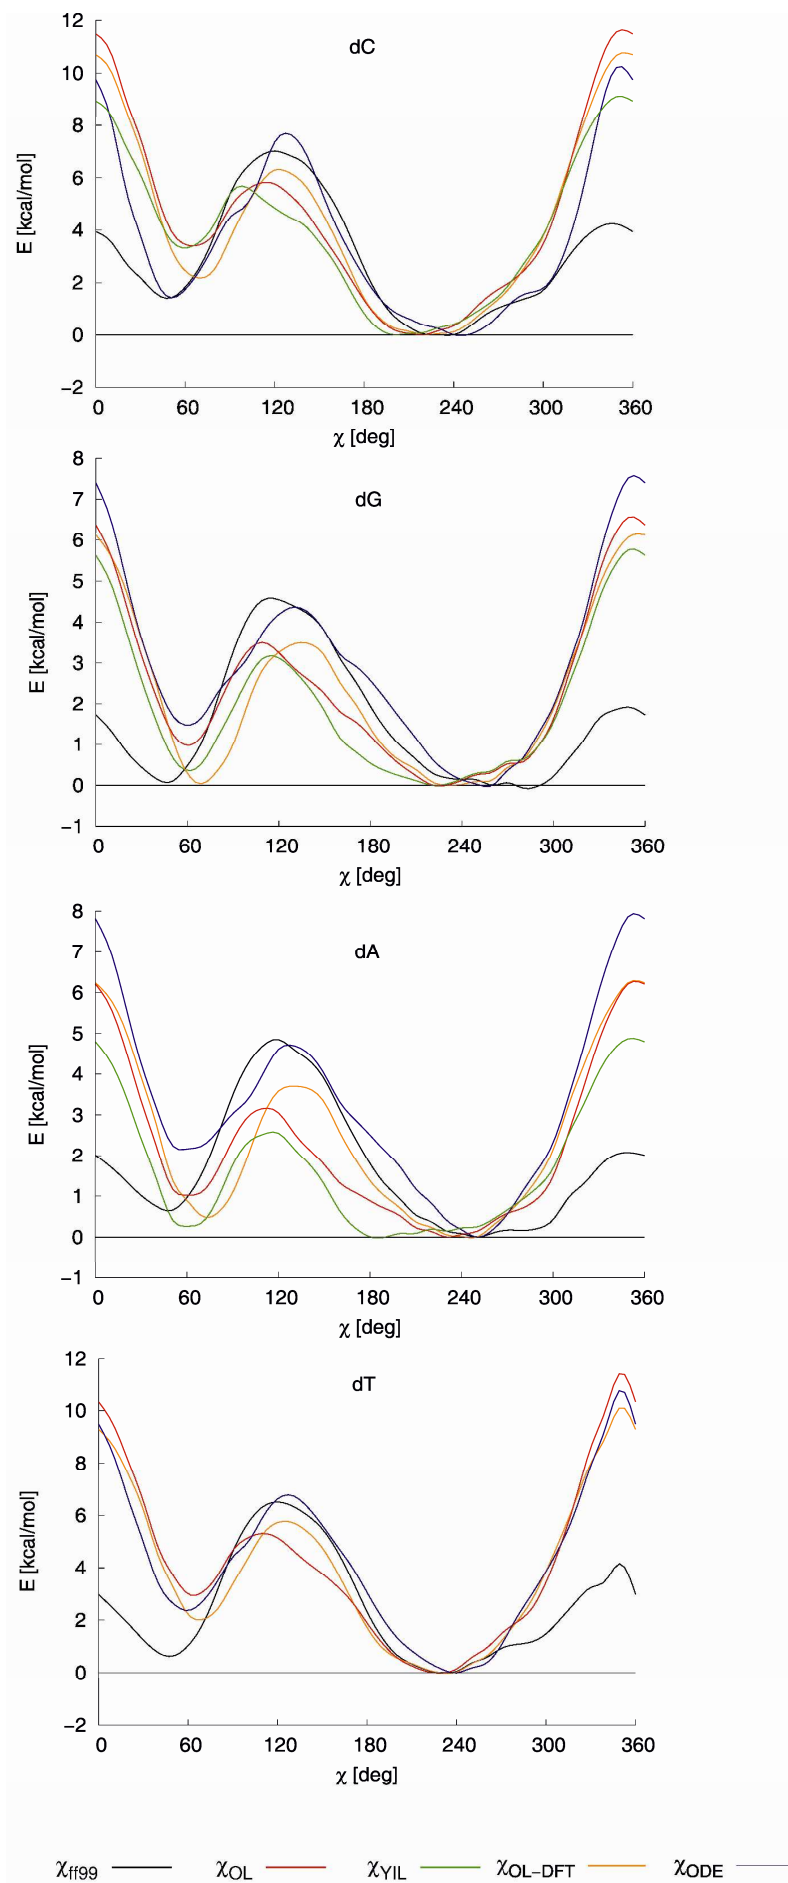 12
10
8
6
4
2
0
−2
E [kcal/mol]
dC
0 60 120 180 240 300 360
χ [deg]
8
7
6
5
4
3
2
1
0
−1
E [kcal/mol]
dG
0 60 120 180 240 300 360
χ [deg]
8
7
6
5
4
3
2
1
0
−1
E [kcal/mol]
dA
0 60 120 180 240 300 360
χ [deg]
12
10
8
6
4
2
0
−2
E [kcal/mol]
dT
0 60 120 180 240 300 360
χ [deg]
χff99 χOL χYIL χOL−DFT χODE